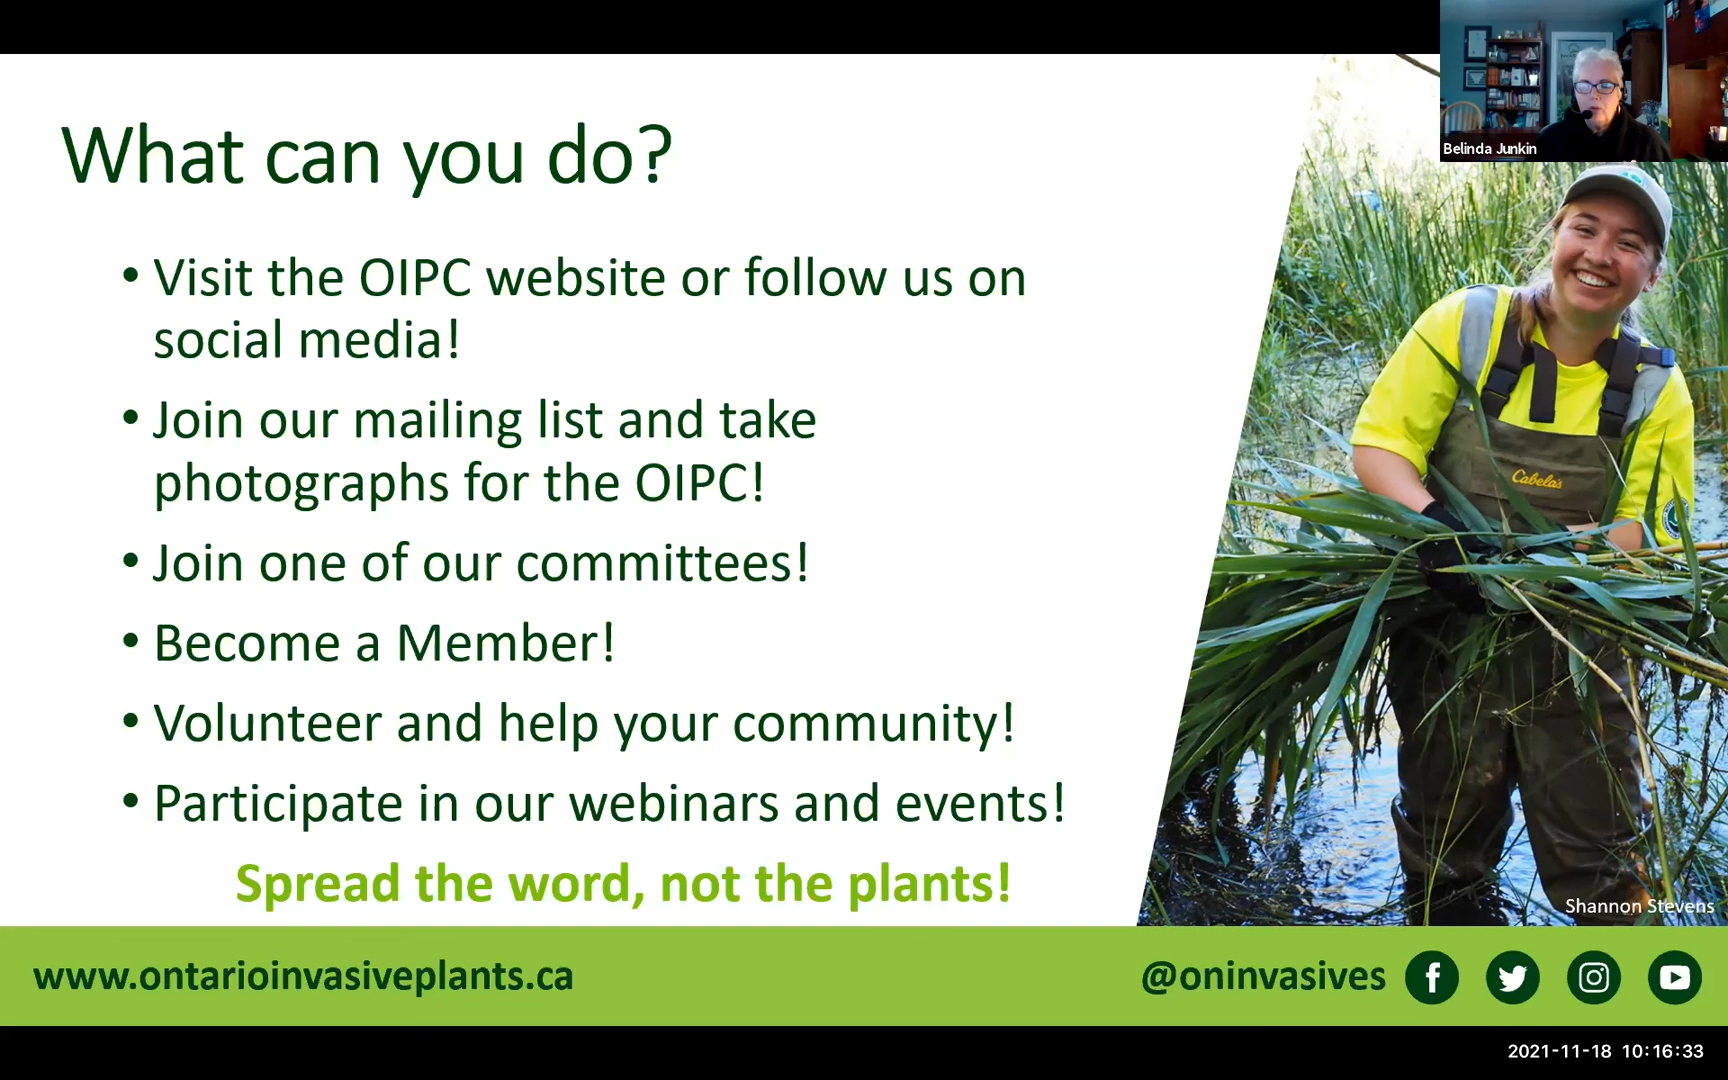 Belinda Junkin
What can you do?
• Visit the OIPC website or follow us on
social media!
• Join our mailing list and take
photographs for the OIPC!
• Join one of our committees!
• Become a Member!
• Volunteer and help your community!
• Participate in our webinars and events!
Spread the word, not the plants!
Cabela's
Shannon Stevens
www.ontarioinvasiveplants.ca
@oninvasives
2021-11-18 10:16:33